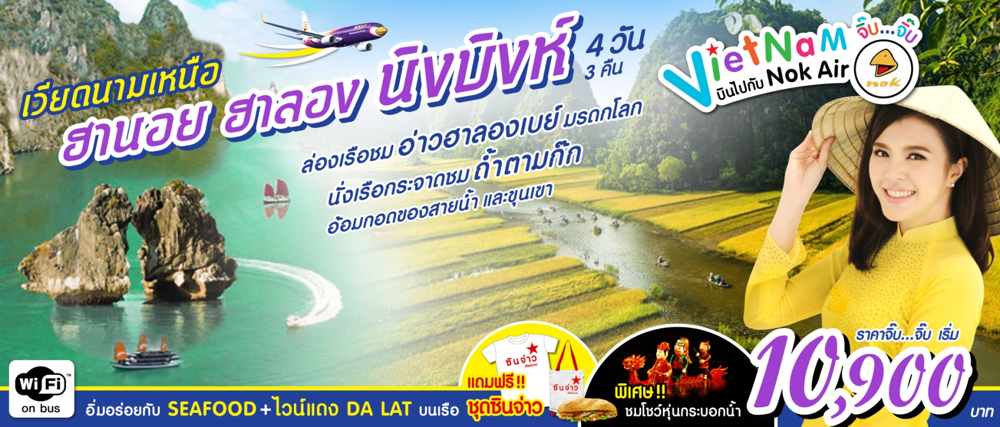 เวียดนามเหนือ
ฮานอย ฮาลอง นิงบิงห์
4 วัน
3 คืน
ล่องเรือชม อ่าวฮาลองเบย์ มรดกโลก
นั่งเรือกระจาดชม ถ้ำตามก๊ก
อ้อมกอดของสายน้ำ และขุนเขา
VietNaM จิ๊บ...จิ๊บ
บินไปกับ Nok Air
nok
ราคาจิ๊บ...จิ๊บ เริ่ม
10,900
บาท
ซินจ่าว
เวียดนาม
ซินจ่าว
แถมฟรี!!
ชุดซินจ่าว
พิเศษ!!
ชมโชว์หุ่นกระบอกน้ำ
WiFi™
on bus
อิ่มอร่อยกับ SEAFOOD+ไวน์แดง DA LAT บนเรือ